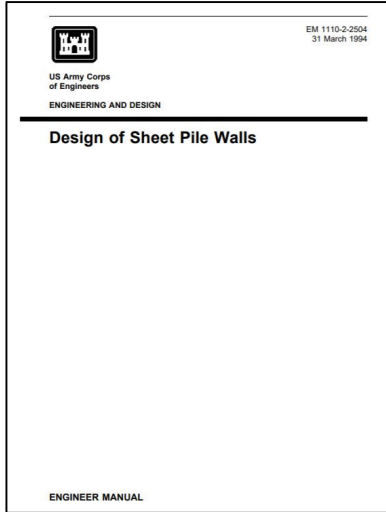 EM 1110-2-2504
31 March 1994
US Army Corps
of Engineers
ENGINEERING AND DESIGN
Design of Sheet Pile Walls
ENGINEER MANUAL